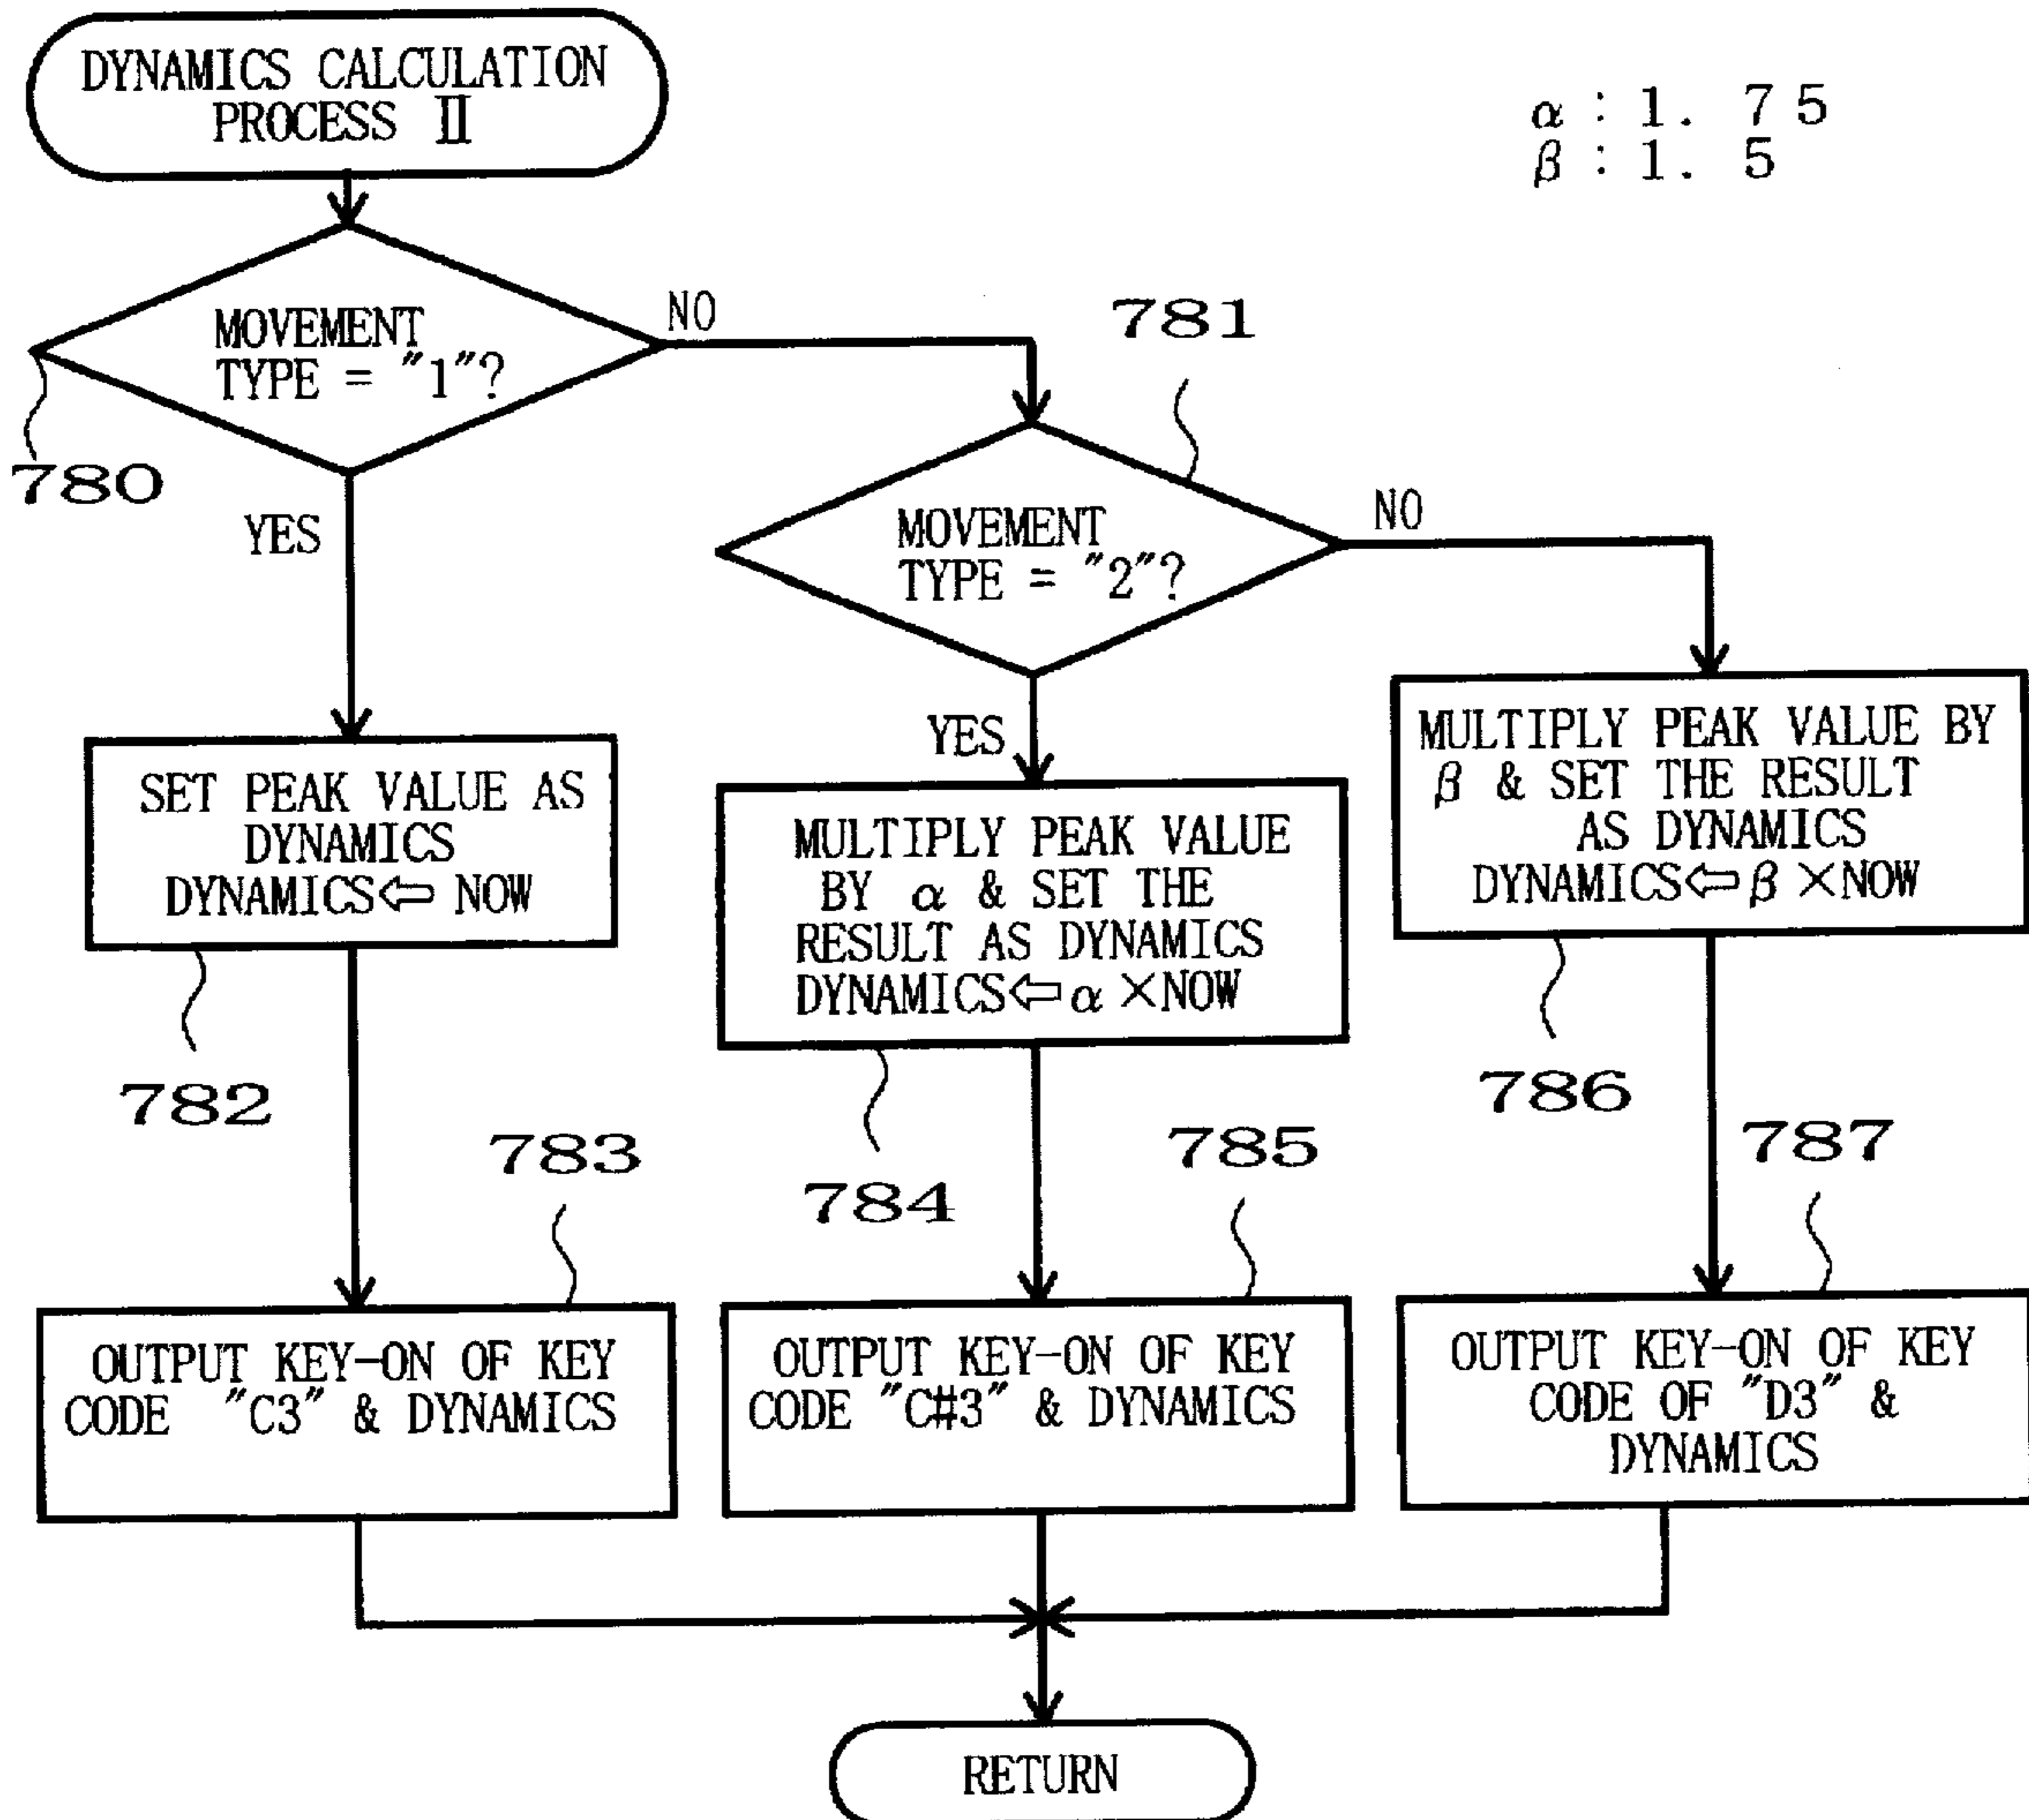 DYNAMICS CALCULATION
PROCESS II
α : 1. 75
β : 1. 5
MOVEMENT
TYPE = "1"?
NO
780
YES
781
MOVEMENT
TYPE = "2"?
NO
YES
SET PEAK VALUE AS
DYNAMICS
DYNAMICS⇦ NOW
782
MULTIPLY PEAK VALUE
BY α & SET THE
RESULT AS DYNAMICS
DYNAMICS⇦α ×NOW
784
MULTIPLY PEAK VALUE BY
β & SET THE RESULT
AS DYNAMICS
DYNAMICS⇦β ×NOW
786
783
OUTPUT KEY-ON OF KEY
CODE "C3" & DYNAMICS
785
OUTPUT KEY-ON OF KEY
CODE "C#3" & DYNAMICS
787
OUTPUT KEY-ON OF KEY
CODE OF "D3" &
DYNAMICS
RETURN